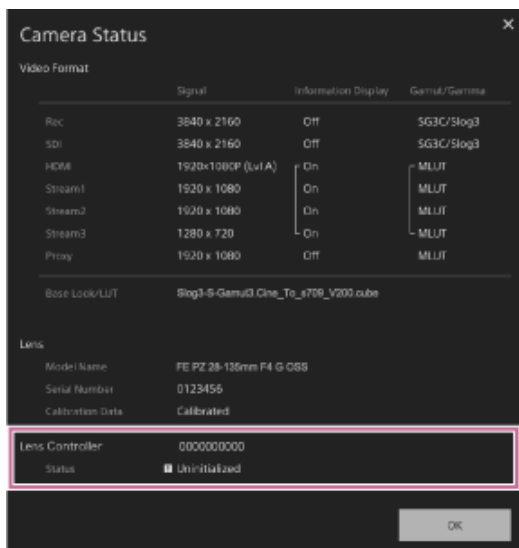 Camera Status
Video Format
Signal Information Display Gamut/Gamma
Rec 3840 x 2160 Off SG3C/Slog3
SDI 3840 x 2160 Off SG3C/Slog3
HDMI 1920×1080P (Lvl A) On MLUT
Stream1 1920 x 1080 On MLUT
Stream2 1920 x 1080 On MLUT
Stream3 1280 x 720 On MLUT
Proxy 1920 x 1080 Off MLUT
Base Look/LUT Slog3-S-Gamut3.Cine_To_s709_V200.cube
Lens
Model Name FE PZ 28-135mm F4 G OSS
Serial Number 0123456
Calibration Data Calibrated
Lens Controller 0000000000
Status Uninitialized
OK